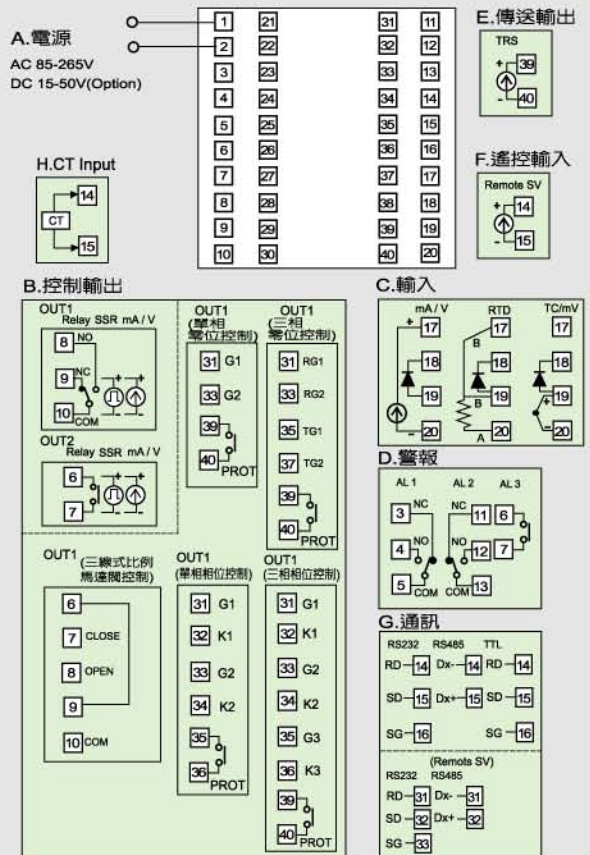 A.電源
AC 85-265V
DC 15-50V(Option)
1 21 31 11
2 22 32 12
3 23 33 13
4 24 34 14
5 25 35 15
6 26 36 16
7 27 37 17
8 28 38 18
9 29 39 19
10 30 40 20
E.傳送輸出
TRS
+ 39
- 40
H.CT Input
14
CT
15
F.遙控輸入
Remote SV
+ 14
- 15
B.控制輸出
OUT1
Relay SSR mA / V
8 NO
9 NC + +
10 COM - -
OUT2
Relay SSR mA / V
6 + +
7 - -
OUT1
(單相
零位控制)
31 G1
33 G2
39
40 PROT
OUT1
(三相
零位控制)
31 RG1
33 RG2
35 TG1
37 TG2
39
40 PROT
OUT1 (三線式比例
馬達閥控制)
6
7 CLOSE
8 OPEN
9
10 COM
OUT1
(單相相位控制)
31 G1
32 K1
33 G2
34 K2
35
36 PROT
OUT1
(三相相位控制)
31 G1
32 K1
33 G2
34 K2
35 G3
36 K3
39
40 PROT
C.輸入
mA / V
+ 17
18
19
- 20
RTD
17
B
18
B 19
A 20
TC/mV
17
18
+ 19
- 20
D.警報
AL 1
3 NC
4 NO
5 COM
AL 2
NC 11
NO 12
COM 13
AL 3
6
7
G.通訊
RS232 RS485 TTL
RD 14 Dx- 14 RD 14
SD 15 Dx+ 15 SD 15
SG 16 SG 16
(Remote SV)
RS232 RS485
RD 31 Dx- 31
SD 32 Dx+ 32
SG 33